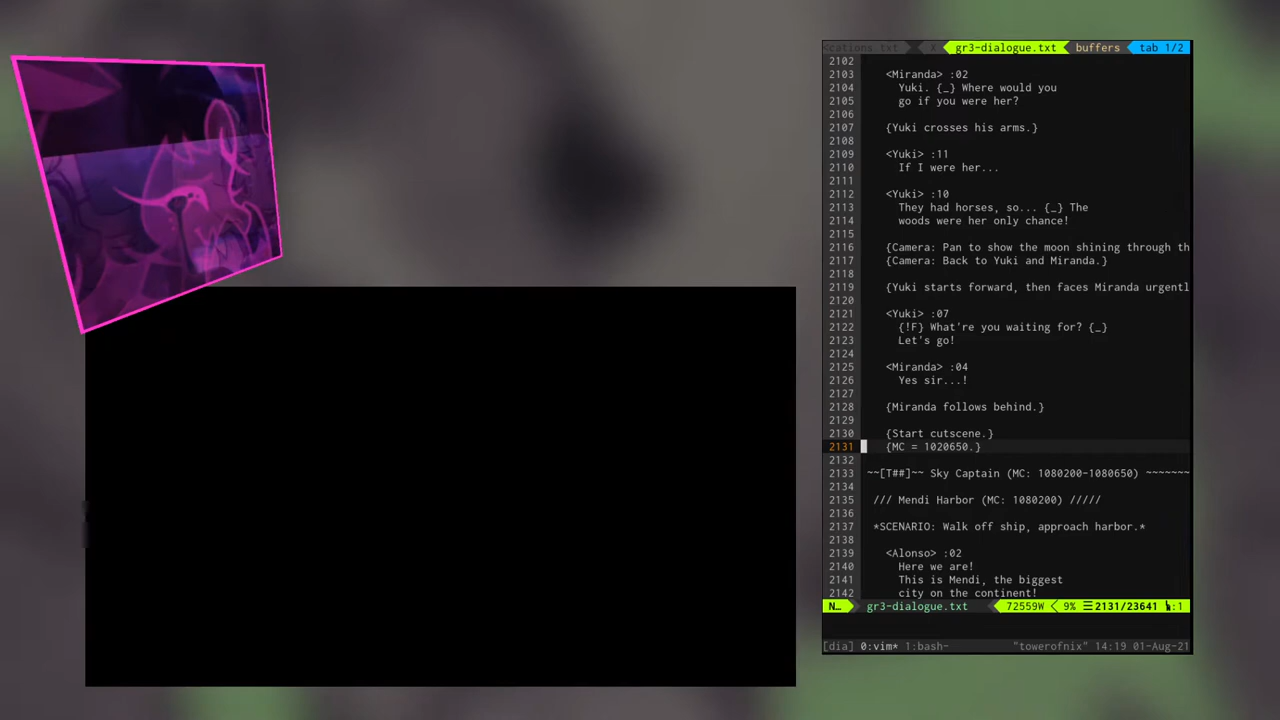 <cations.txt X gr3-dialogue.txt buffers tab 1/2
2102
2103 <Miranda> :02
2104 Yuki. {_} Where would you
2105 go if you were her?
2106
2107 {Yuki crosses his arms.}
2108
2109 <Yuki> :11
2110 If I were her...
2111
2112 <Yuki> :10
2113 They had horses, so... {_} The
2114 woods were her only chance!
2115
2116 {Camera: Pan to show the moon shining through th
2117 {Camera: Back to Yuki and Miranda.}
2118
2119 {Yuki starts forward, then faces Miranda urgentl
2120
2121 <Yuki> :07
2122 {!F} What're you waiting for? {_}
2123 Let's go!
2124
2125 <Miranda> :04
2126 Yes sir...!
2127
2128 {Miranda follows behind.}
2129
2130 {Start cutscene.}
2131 {MC = 1020650.}
2132
2133 ~~[T##]~~ Sky Captain (MC: 1080200-1080650) ~~~~~~~
2134
2135 /// Mendi Harbor (MC: 1080200) /////
2136
2137 *SCENARIO: Walk off ship, approach harbor.*
2138
2139 <Alonso> :02
2140 Here we are!
2141 This is Mendi, the biggest
2142 city on the continent!
N… gr3-dialogue.txt 72559W 9% ☰2131/23641 :1
[dia] 0:vim* 1:bash- "towerofnix" 14:19 01-Aug-21